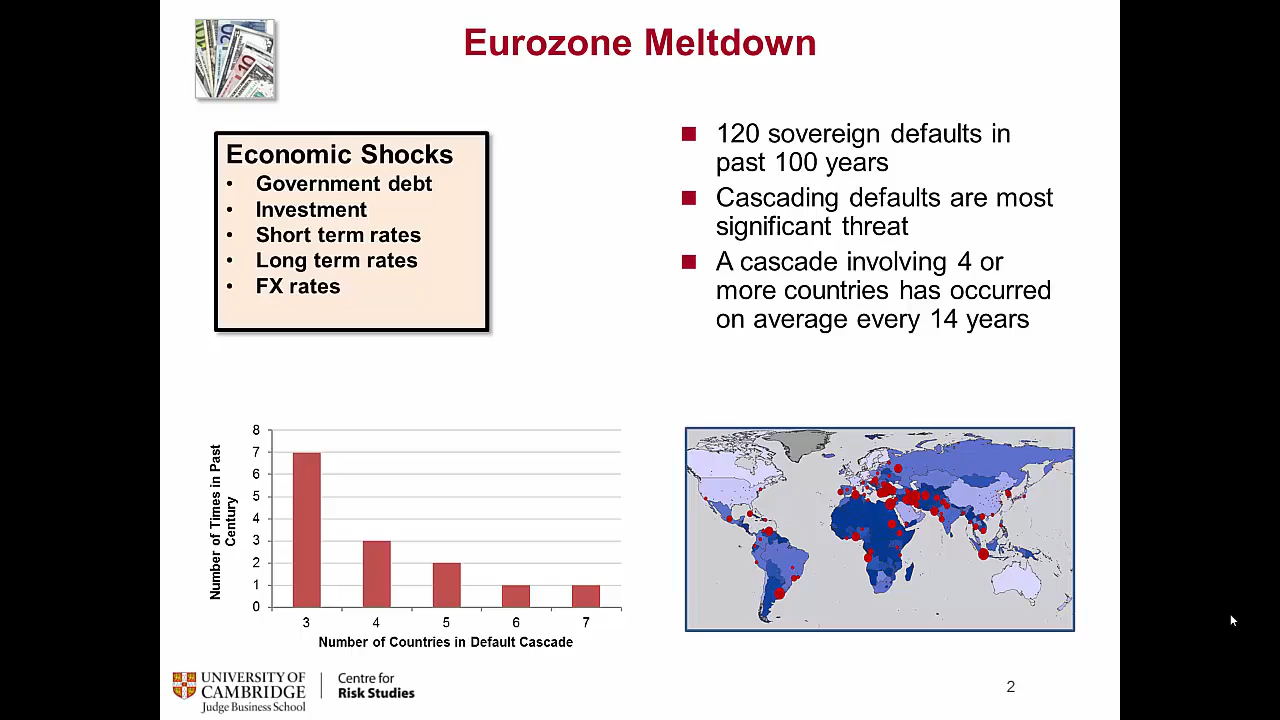 Eurozone Meltdown
Economic Shocks
• Government debt
• Investment
• Short term rates
• Long term rates
• FX rates
120 sovereign defaults in
past 100 years
Cascading defaults are most
significant threat
A cascade involving 4 or
more countries has occurred
on average every 14 years
Number of Times in Past
Century
8
7
6
5
4
3
2
1
0
3 4 5 6 7
Number of Countries in Default Cascade
UNIVERSITY OF
CAMBRIDGE
Judge Business School
Centre for
Risk Studies
2